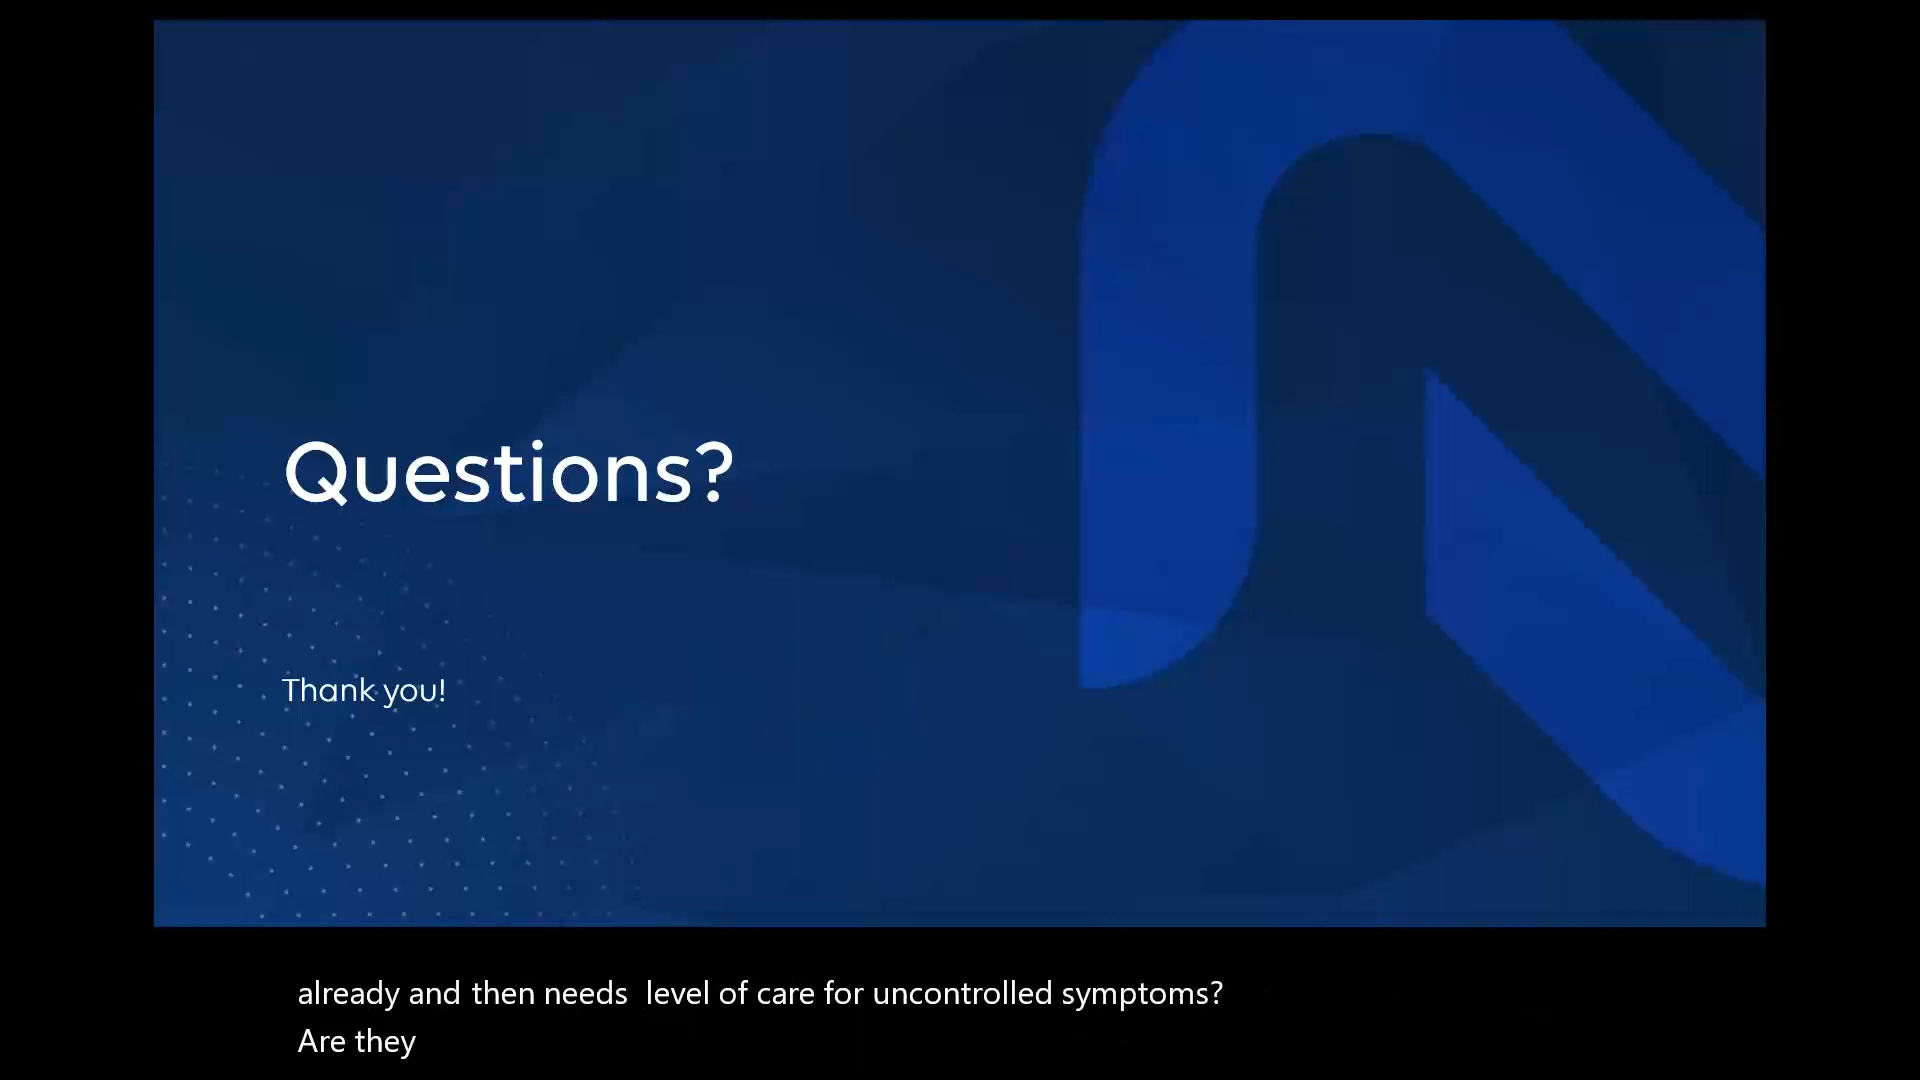 Questions?
Thank you!
already and then needs  level of care for uncontrolled symptoms?
Are they